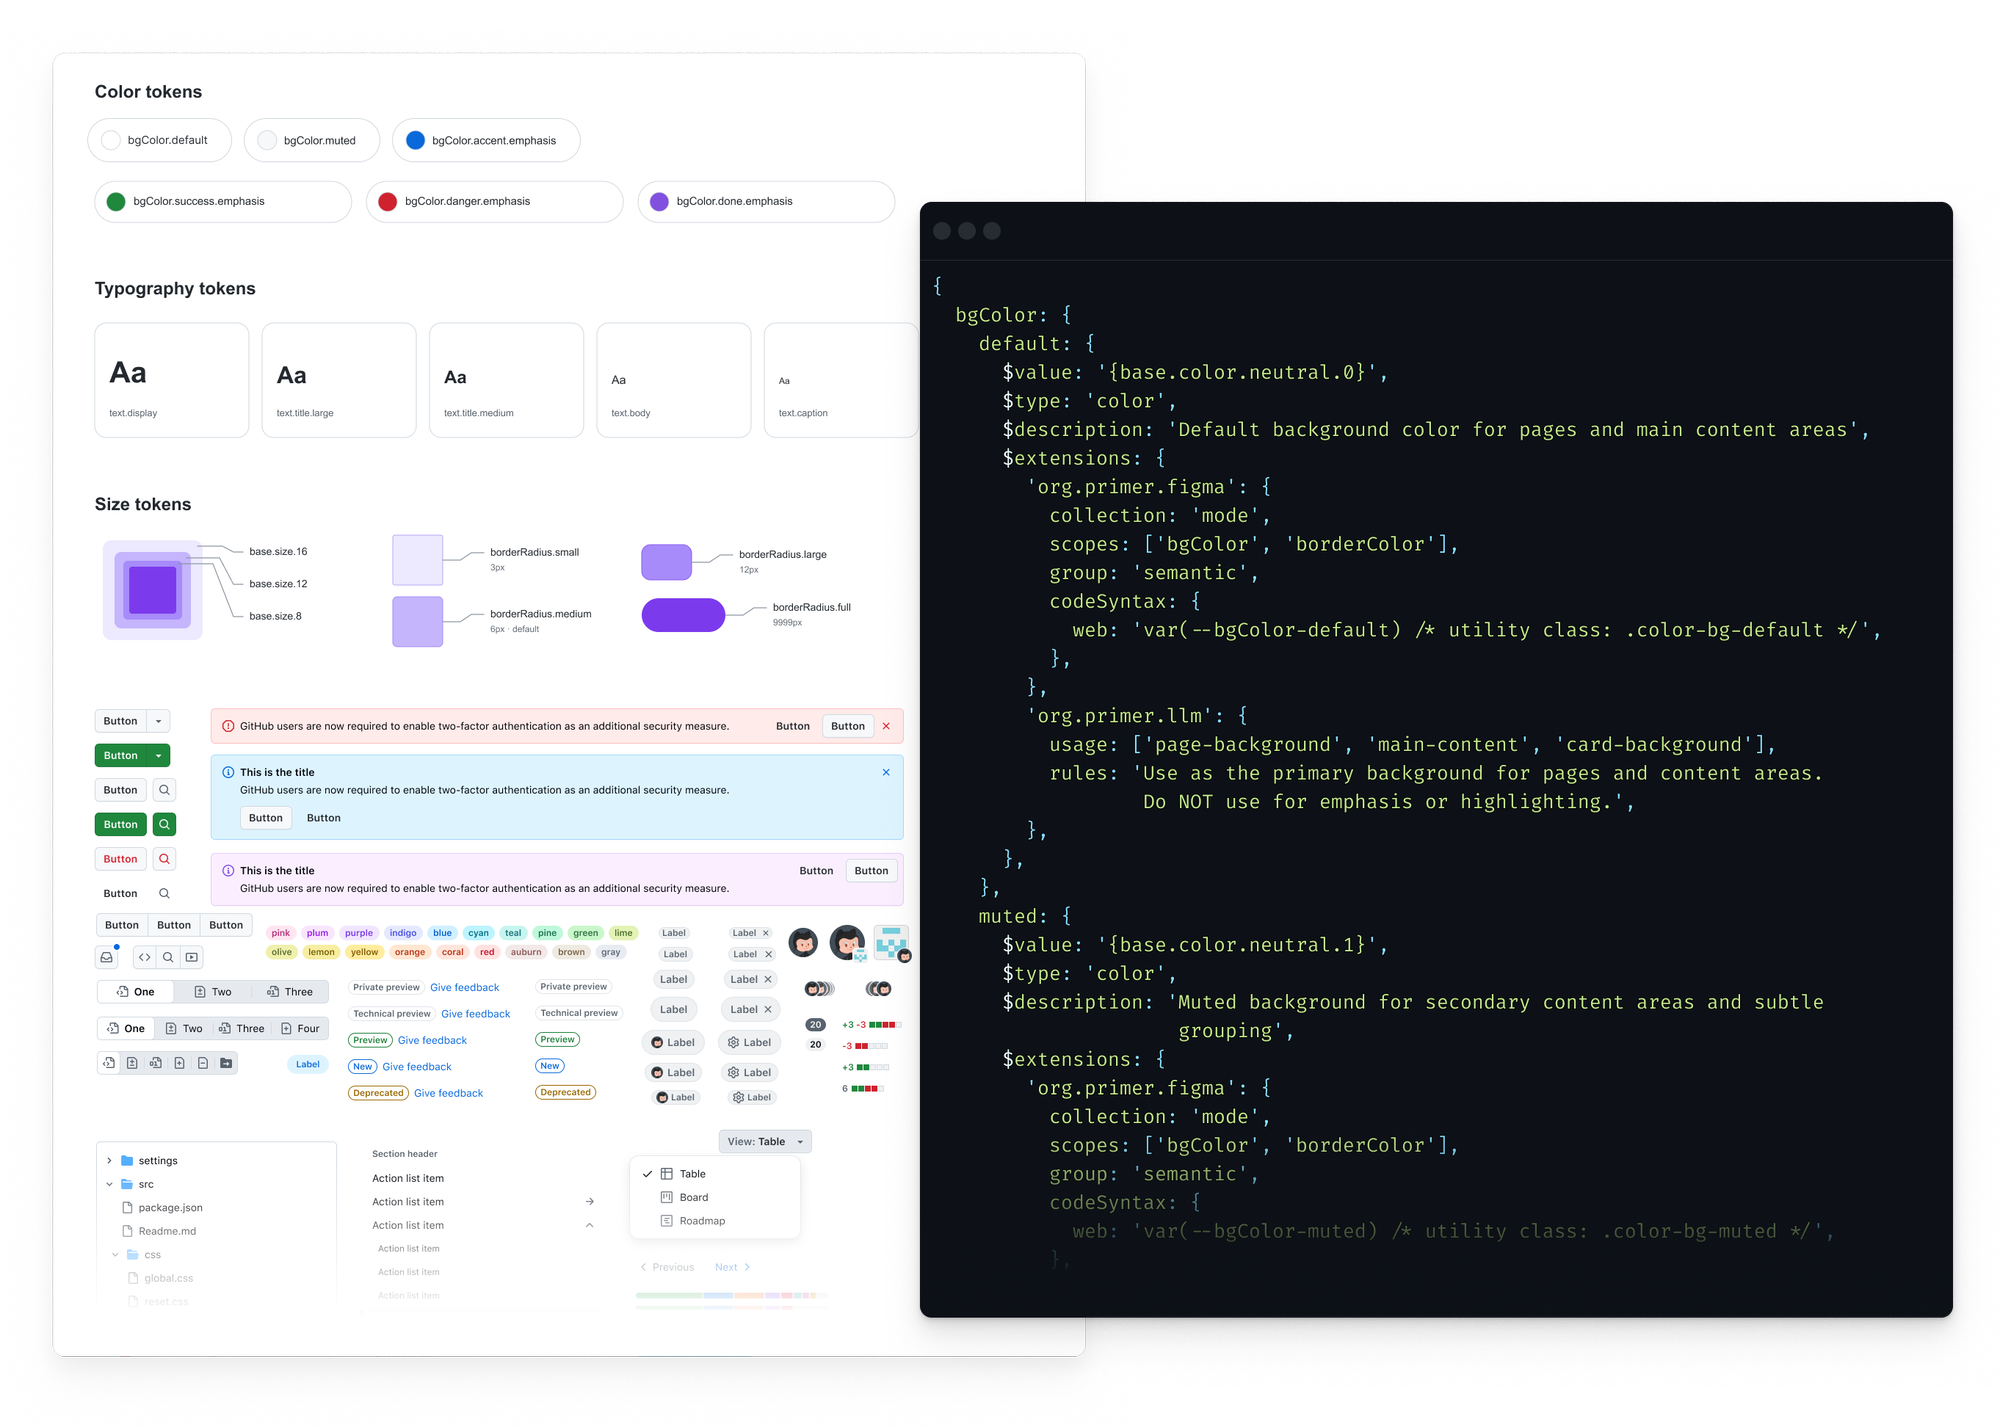 Color tokens
bgColor.default
bgColor.muted
bgColor.accent.emphasis
bgColor.success.emphasis
bgColor.danger.emphasis
bgColor.done.emphasis
Typography tokens
Aa
text.display
Aa
text.title.large
Aa
text.title.medium
Aa
text.body
Aa
text.caption
Size tokens
base.size.16
base.size.12
base.size.8
borderRadius.small
3px
borderRadius.medium
6px · default
borderRadius.large
12px
borderRadius.full
9999px
Button
Button
Button
Button
Button
Button
Button Button Button
GitHub users are now required to enable two-factor authentication as an additional security measure. Button Button
This is the title
GitHub users are now required to enable two-factor authentication as an additional security measure.
Button Button
This is the title
GitHub users are now required to enable two-factor authentication as an additional security measure.
Button Button
pink plum purple indigo blue cyan teal pine green lime
olive lemon yellow orange coral red auburn brown gray
One Two Three
One Two Three Four
Label
Private preview Give feedback
Technical preview Give feedback
Preview Give feedback
New Give feedback
Deprecated Give feedback
Private preview
Technical preview
Preview
New
Deprecated
Label
Label
Label
Label
Label
Label
Label
Label
Label
Label
Label
Label
Label
Label
20
20
+3 -3
-3
+3
6
settings
src
package.json
Readme.md
css
global.css
reset.css
Section header
Action list item
Action list item
Action list item
Action list item
Action list item
Action list item
View: Table
Table
Board
Roadmap
Previous Next
{
bgColor: {
default: {
$value: '{base.color.neutral.0}',
$type: 'color',
$description: 'Default background color for pages and main content areas',
$extensions: {
'org.primer.figma': {
collection: 'mode',
scopes: ['bgColor', 'borderColor'],
group: 'semantic',
codeSyntax: {
web: 'var(--bgColor-default) /* utility class: .color-bg-default */',
},
},
'org.primer.llm': {
usage: ['page-background', 'main-content', 'card-background'],
rules: 'Use as the primary background for pages and content areas.
Do NOT use for emphasis or highlighting.',
},
},
},
muted: {
$value: '{base.color.neutral.1}',
$type: 'color',
$description: 'Muted background for secondary content areas and subtle
grouping',
$extensions: {
'org.primer.figma': {
collection: 'mode',
scopes: ['bgColor', 'borderColor'],
group: 'semantic',
codeSyntax: {
web: 'var(--bgColor-muted) /* utility class: .color-bg-muted */',
},